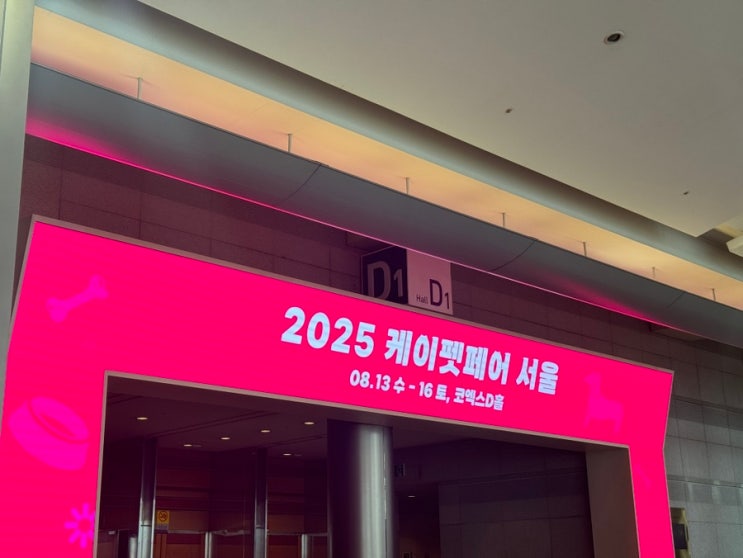 D1
Hall D1
2025 케이펫페어 서울
08.13 수 - 16 토, 코엑스D홀